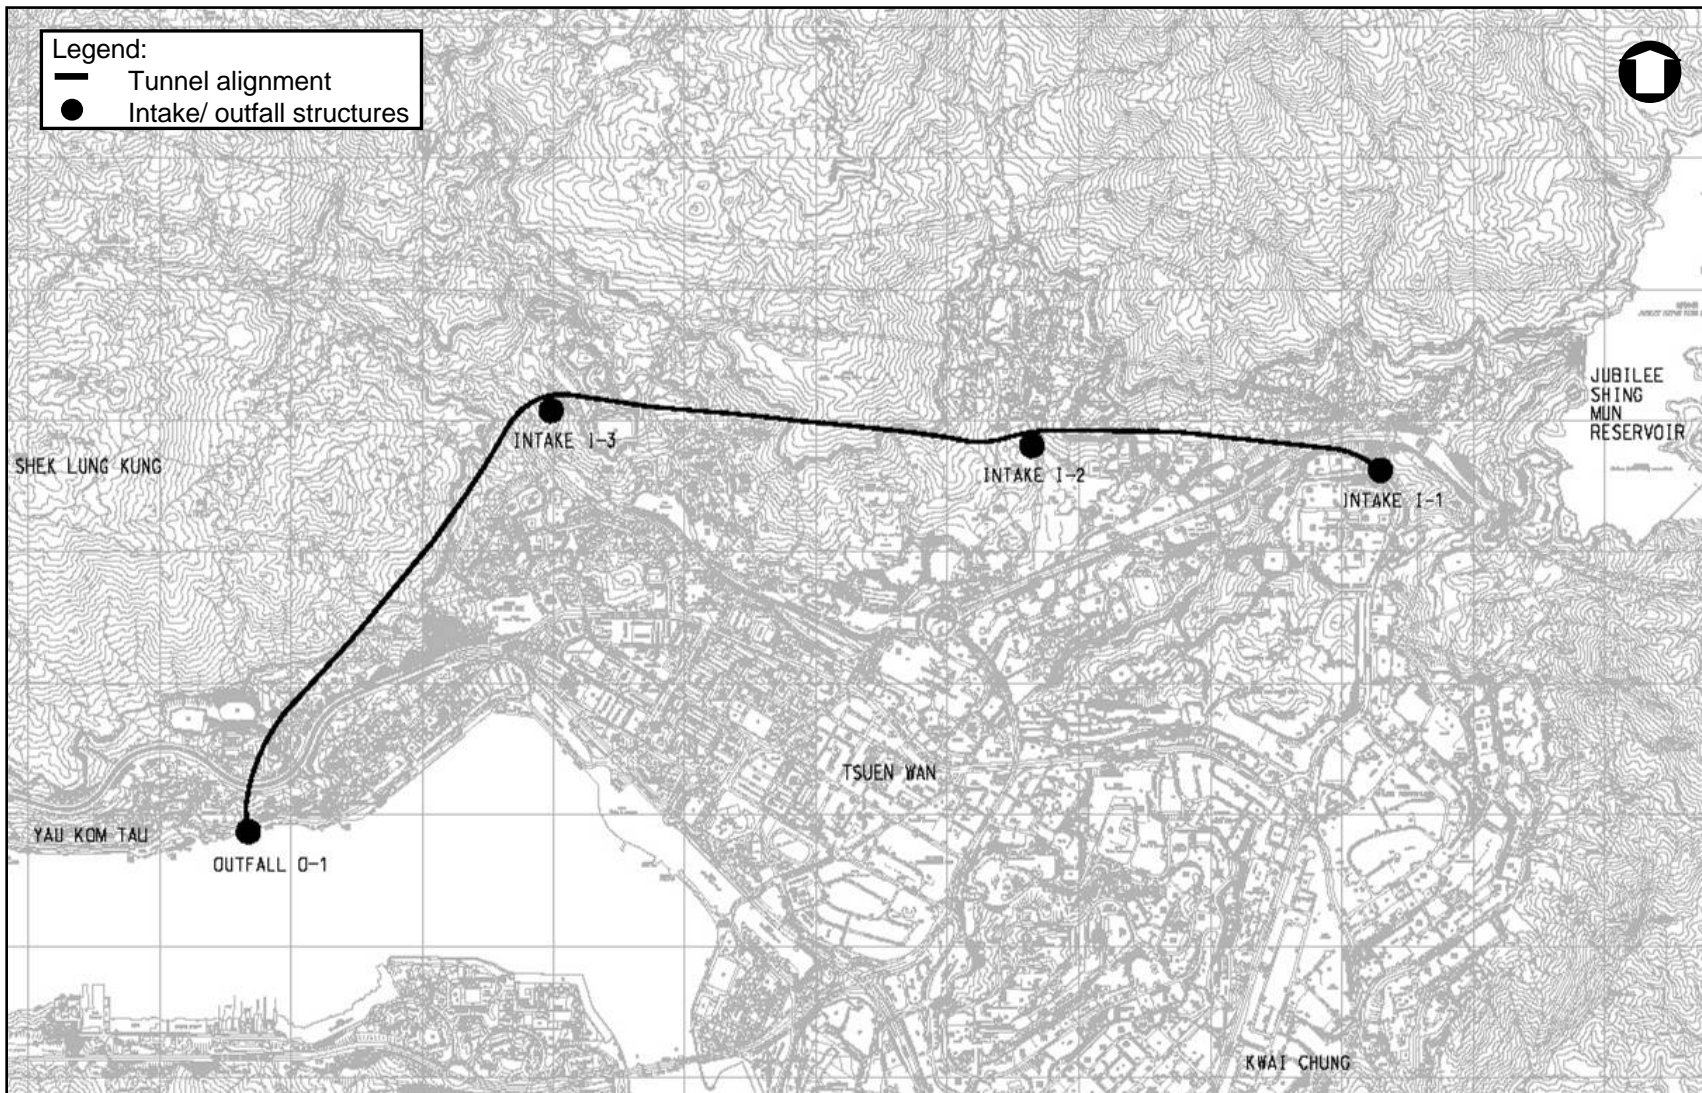 Legend:
Tunnel alignment
Intake/ outfall structures
JUBILEE
SHING
MUN
RESERVOIR
INTAKE I-3
SHEK LUNG KUNG
INTAKE I-2
INTAKE I-1
TSUEN WAN
YAU KOM TAU
OUTFALL O-1
KWAI CHUNG